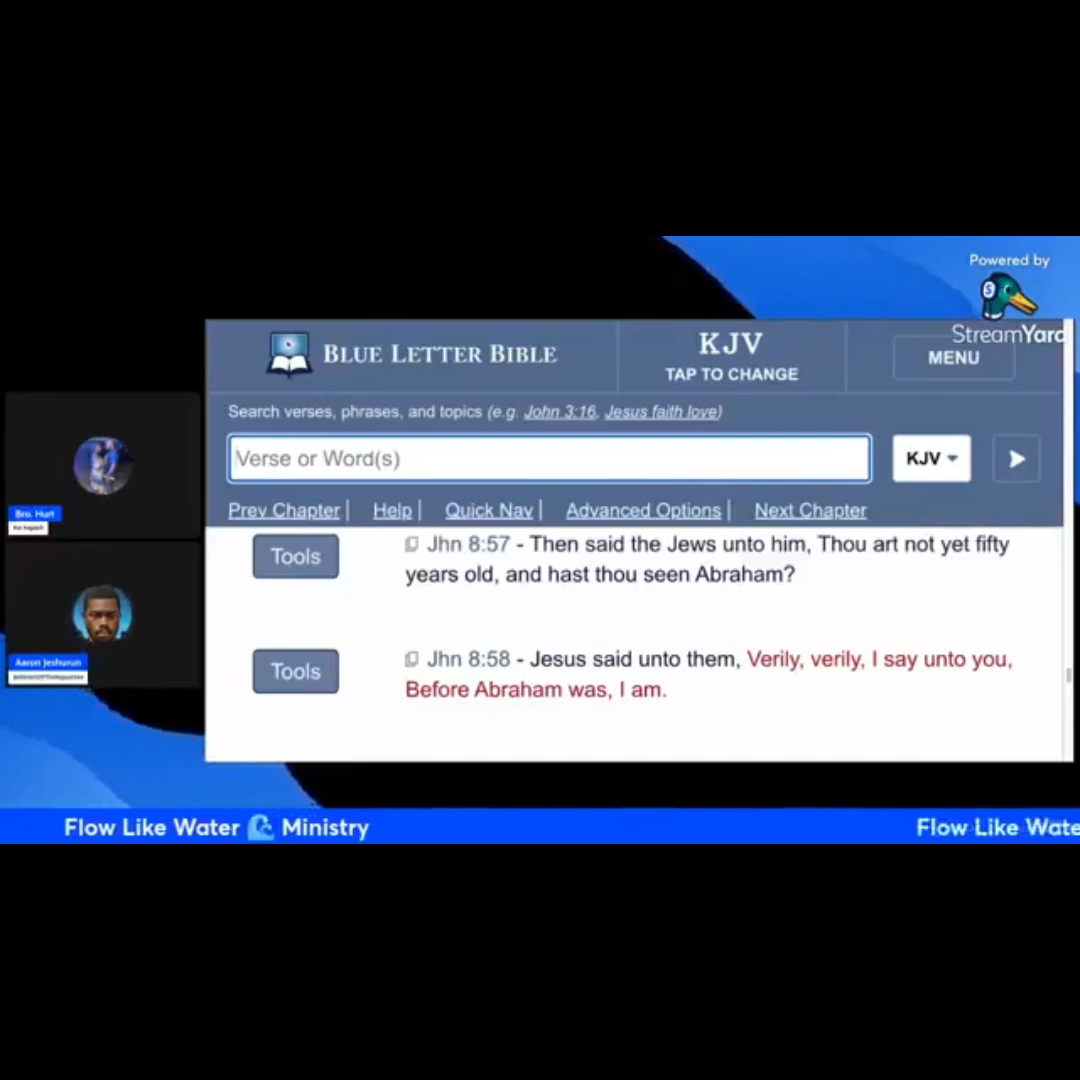 Powered by
StreamYard
BLUE LETTER BIBLE
KJV
TAP TO CHANGE
MENU
Search verses, phrases, and topics (e.g. John 3:16, Jesus faith love)
Verse or Word(s)
KJV
Prev Chapter | Help | Quick Nav | Advanced Options | Next Chapter
Tools
Jhn 8:57 - Then said the Jews unto him, Thou art not yet fifty
years old, and hast thou seen Abraham?
Tools
Jhn 8:58 - Jesus said unto them, Verily, verily, I say unto you,
Before Abraham was, I am.
Bro. Hurt
Aaron Jeshurun
Flow Like Water 🌊 Ministry
Flow Like Wate